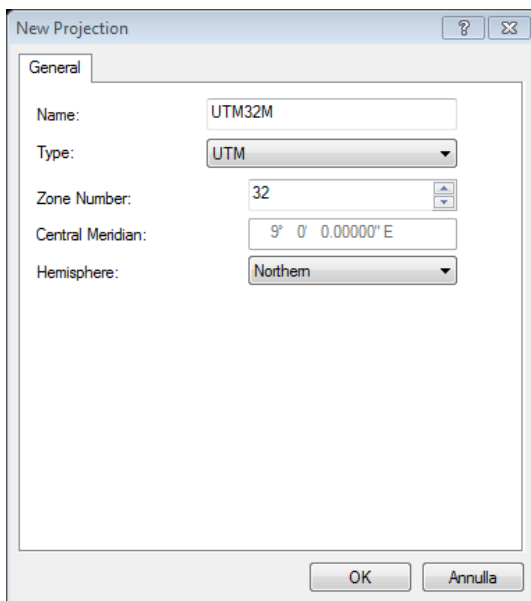 New Projection
General
Name: UTM32M
Type: UTM
Zone Number: 32
Central Meridian: 9° 0' 0.00000" E
Hemisphere: Northern
OK Annulla